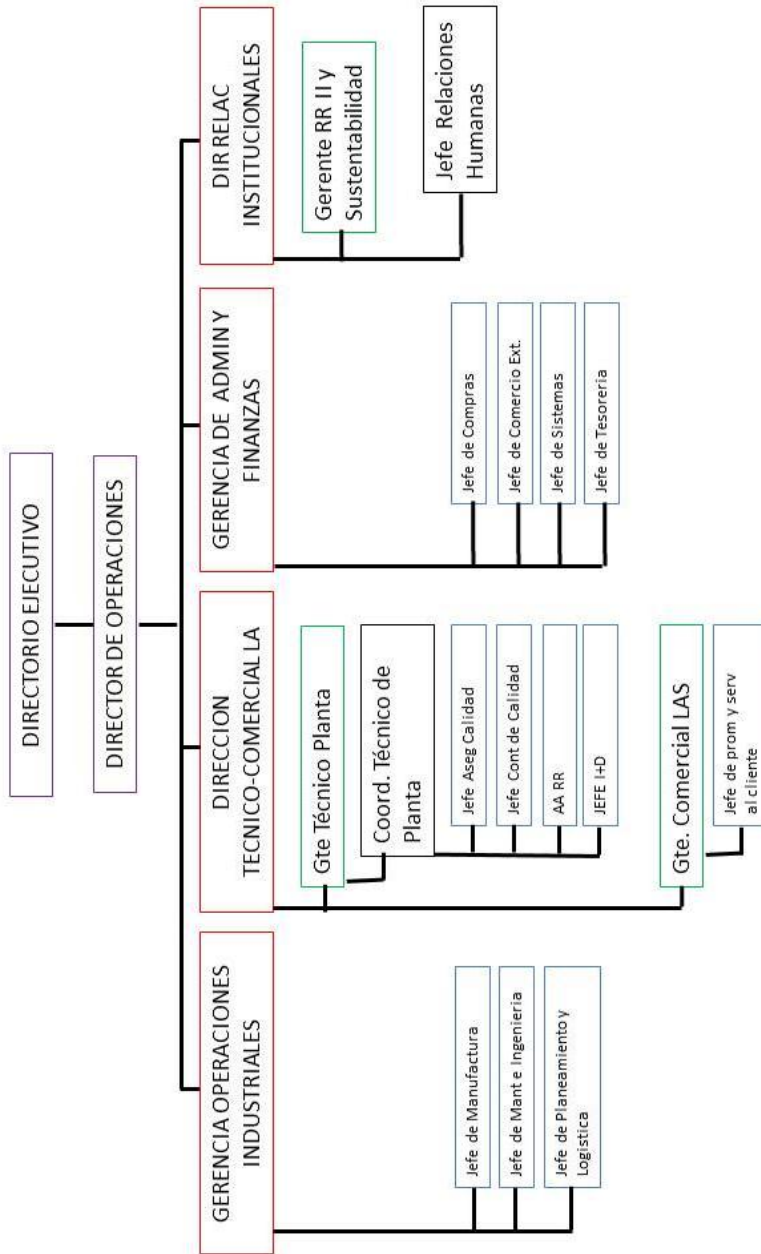 DIRECTORIO EJECUTIVO
DIRECTOR DE OPERACIONES
GERENCIA OPERACIONES
INDUSTRIALES
Jefe de Manufactura
Jefe de Mant e Ingenieria
Jefe de Planeamiento y
Logistica
DIRECCION
TECNICO-COMERCIAL LA
Gte Técnico Planta
Coord. Técnico de
Planta
Jefe Aseg Calidad
Jefe Cont de Calidad
AA RR
JEFE I+D
Gte. Comercial LAS
Jefe de prom y serv
al cliente
GERENCIA DE ADMIN Y
FINANZAS
Jefe de Compras
Jefe de Comercio Ext.
Jefe de Sistemas
Jefe de Tesoreria
DIR RELAC
INSTITUCIONALES
Gerente RR II y
Sustentabilidad
Jefe Relaciones
Humanas